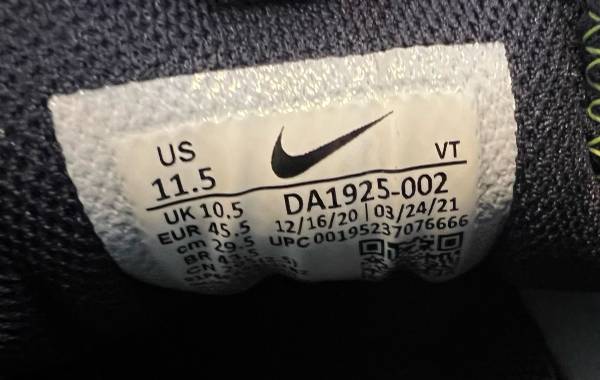 US
11.5
VT
UK 10.5
EUR 45.5
cm 29.5
BR 43.5
CN
DA1925-002
12/16/20 | 03/24/21
UPC 00195237076666